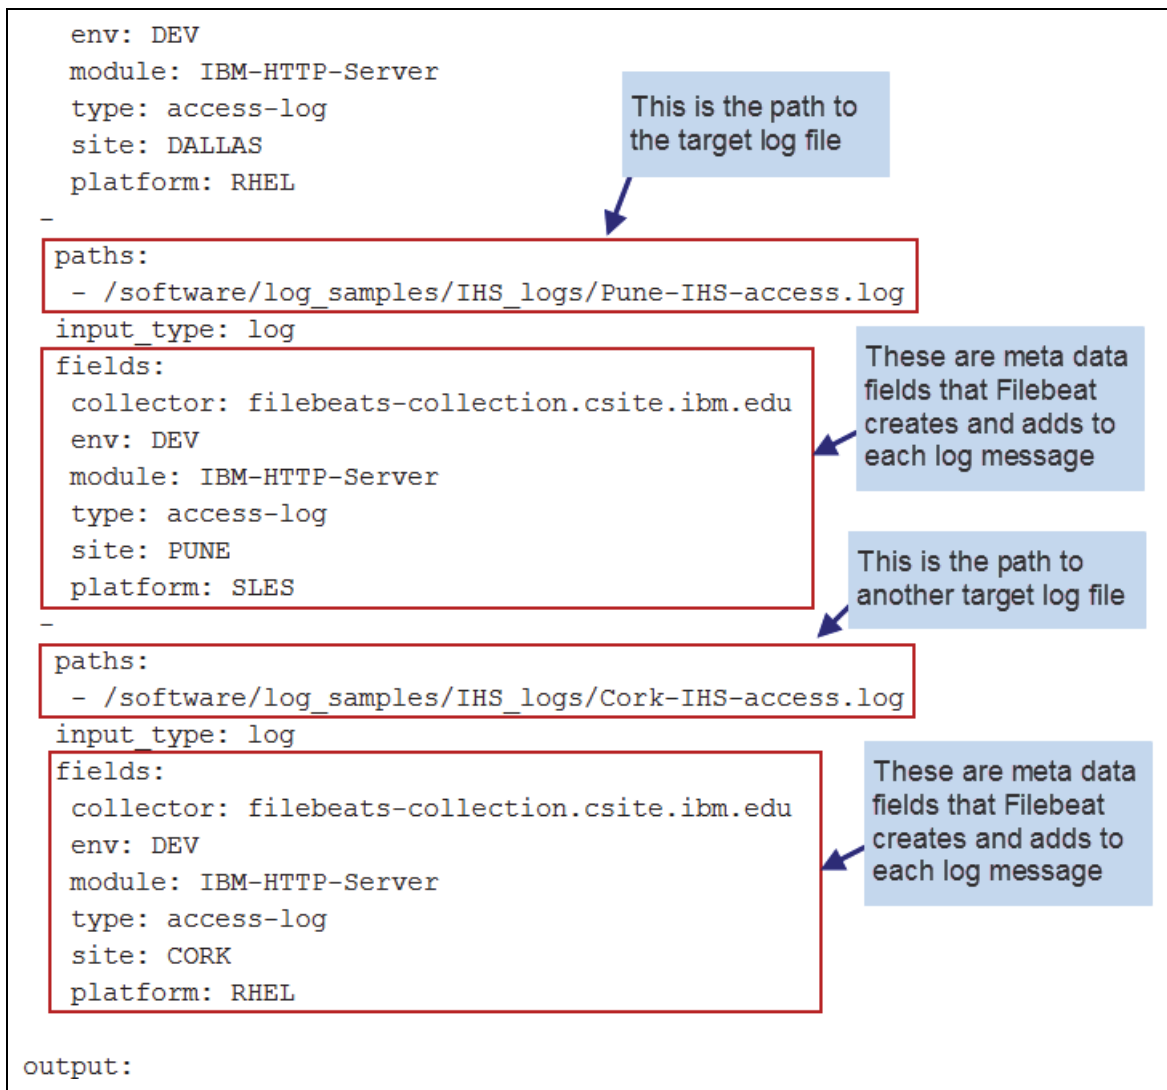 env: DEV
module: IBM-HTTP-Server
type: access-log
site: DALLAS
platform: RHEL
This is the path to
the target log file
-
paths:
- /software/log_samples/IHS_logs/Pune-IHS-access.log
input_type: log
fields:
collector: filebeats-collection.csite.ibm.edu
env: DEV
module: IBM-HTTP-Server
type: access-log
site: PUNE
platform: SLES
These are meta data
fields that Filebeat
creates and adds to
each log message
This is the path to
another target log file
-
paths:
- /software/log_samples/IHS_logs/Cork-IHS-access.log
input_type: log
fields:
collector: filebeats-collection.csite.ibm.edu
env: DEV
module: IBM-HTTP-Server
type: access-log
site: CORK
platform: RHEL
These are meta data
fields that Filebeat
creates and adds to
each log message
output: